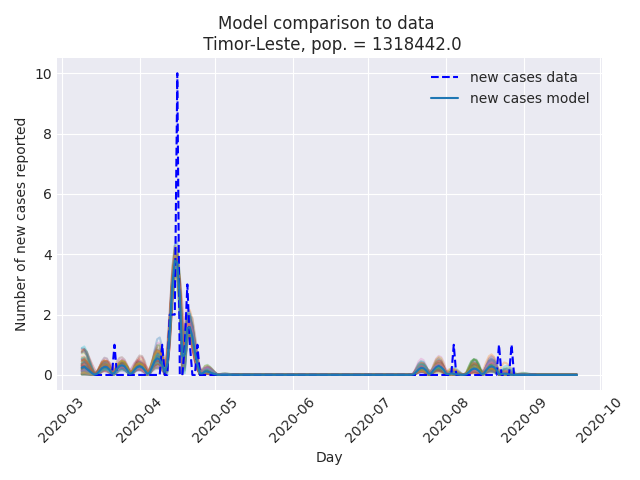 Model comparison to data
Timor-Leste, pop. = 1318442.0
new cases data
new cases model
Number of new cases reported
10
8
6
4
2
0
2020-03
2020-04
2020-05
2020-06
2020-07
2020-08
2020-09
2020-10
Day